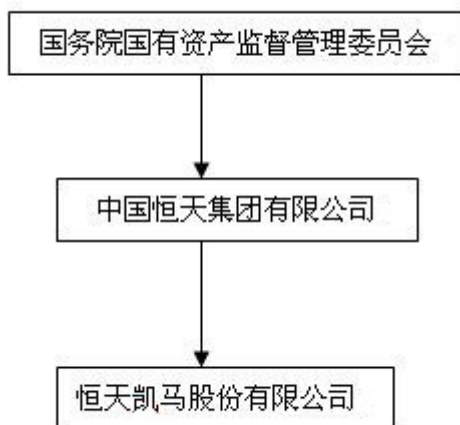 国务院国有资产监督管理委员会
中国恒天集团有限公司
恒天凯马股份有限公司